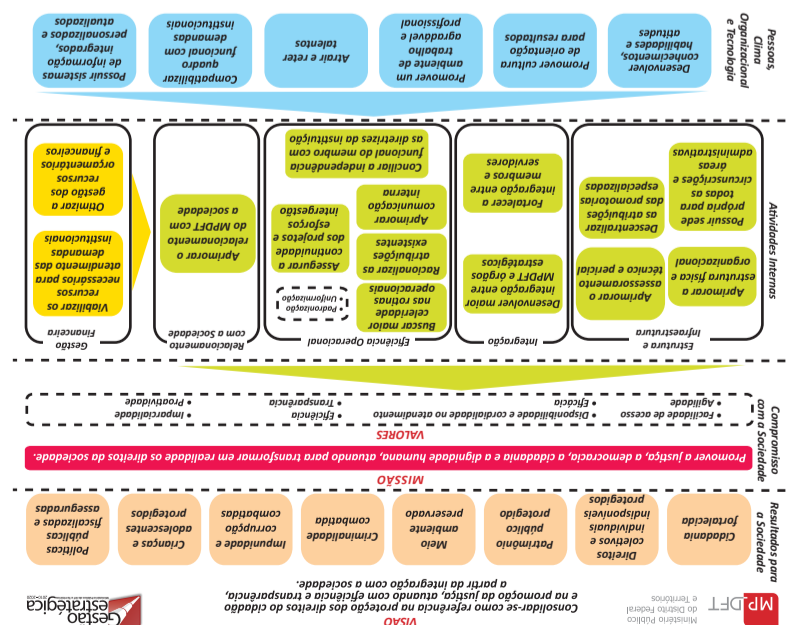 MP_DFT
Ministério Público
do Distrito Federal
e Territórios
VISÃO
Consolidar-se como referência na proteção dos direitos do cidadão
e na promoção da justiça, atuando com eficiência e transparência,
a partir da integração com a sociedade.
Gestão
estratégica
Resultados para
a Sociedade
Cidadania
fortalecida
Direitos
coletivos e
individuais
indisponíveis
protegidos
Patrimônio
público
protegido
Meio
ambiente
preservado
Criminalidade
combatida
Impunidade e
corrupção
combatidas
Crianças e
adolescentes
protegidos
Políticas
públicas
fiscalizadas e
asseguradas
Compromisso
com a Sociedade
MISSÃO
Promover a justiça, a democracia, a cidadania e a dignidade humana, atuando para transformar em realidade os direitos da sociedade.
VALORES
• Facilidade de acesso
• Agilidade
• Disponibilidade e cordialidade no atendimento
• Eficácia
• Eficiência
• Transparência
• Imparcialidade
• Proatividade
Atividades Internas
Estrutura e
Infraestrutura
Aprimorar a
estrutura física e
organizacional
Aprimorar o
assessoramento
técnico e pericial
Possuir sede
própria para
todas as
circunscrições e
áreas
administrativas
Descentralizar
as atribuições
das promotorias
especializadas
Integração
Desenvolver maior
integração entre
MPDFT e órgãos
estratégicos
Fortalecer a
integração entre
membros e
servidores
Eficiência Operacional
Buscar maior
celeridade
nas rotinas
operacionais
• Padronização
• Uniformização
Racionalizar as
atribuições
existentes
Assegurar a
continuidade
dos projetos e
esforços
intergestão
Aprimorar
comunicação
interna
Conciliar a independência
funcional do membro com
as diretrizes da instituição
Relacionamento
com a Sociedade
Aprimorar o
relacionamento
do MPDFT com
a sociedade
Gestão
Financeira
Viabilizar os
recursos
necessários para
atendimento das
demandas
institucionais
Otimizar a
gestão dos
recursos
orçamentários
e financeiros
Pessoas,
Clima
Organizacional
e Tecnologia
Desenvolver
conhecimentos,
habilidades e
atitudes
Promover cultura
de orientação
para resultados
Promover um
ambiente de
trabalho
agradável e
profissional
Atrair e reter
talentos
Compatibilizar
quadro
funcional com
demandas
institucionais
Possuir sistemas
de informação
integrados,
personalizados e
atualizados